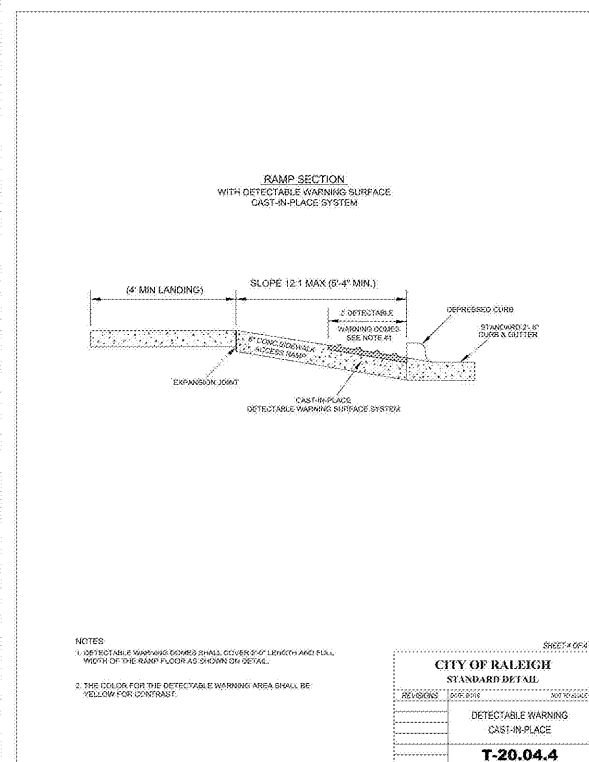 RAMP SECTION
WITH DETECTABLE WARNING SURFACE
CAST-IN-PLACE SYSTEM
(4' MIN LANDING)
SLOPE 12:1 MAX (5'-4" MIN.)
2' DETECTABLE
WARNING DOMES
SEE NOTE #1
DEPRESSED CURB
STANDARD 2'-6"
CURB & GUTTER
6" CONC SIDEWALK
ACCESS RAMP
EXPANSION JOINT
CAST-IN-PLACE
DETECTABLE WARNING SURFACE SYSTEM
NOTES
1. DETECTABLE WARNING DOMES SHALL COVER 2'-0" LENGTH AND FULL
WIDTH OF THE RAMP FLOOR AS SHOWN ON DETAIL.
2. THE COLOR FOR THE DETECTABLE WARNING AREA SHALL BE
YELLOW FOR CONTRAST.
SHEET 4 OF 4
CITY OF RALEIGH
STANDARD DETAIL
REVISIONS
NOT TO SCALE
DETECTABLE WARNING
CAST-IN-PLACE
T-20.04.4